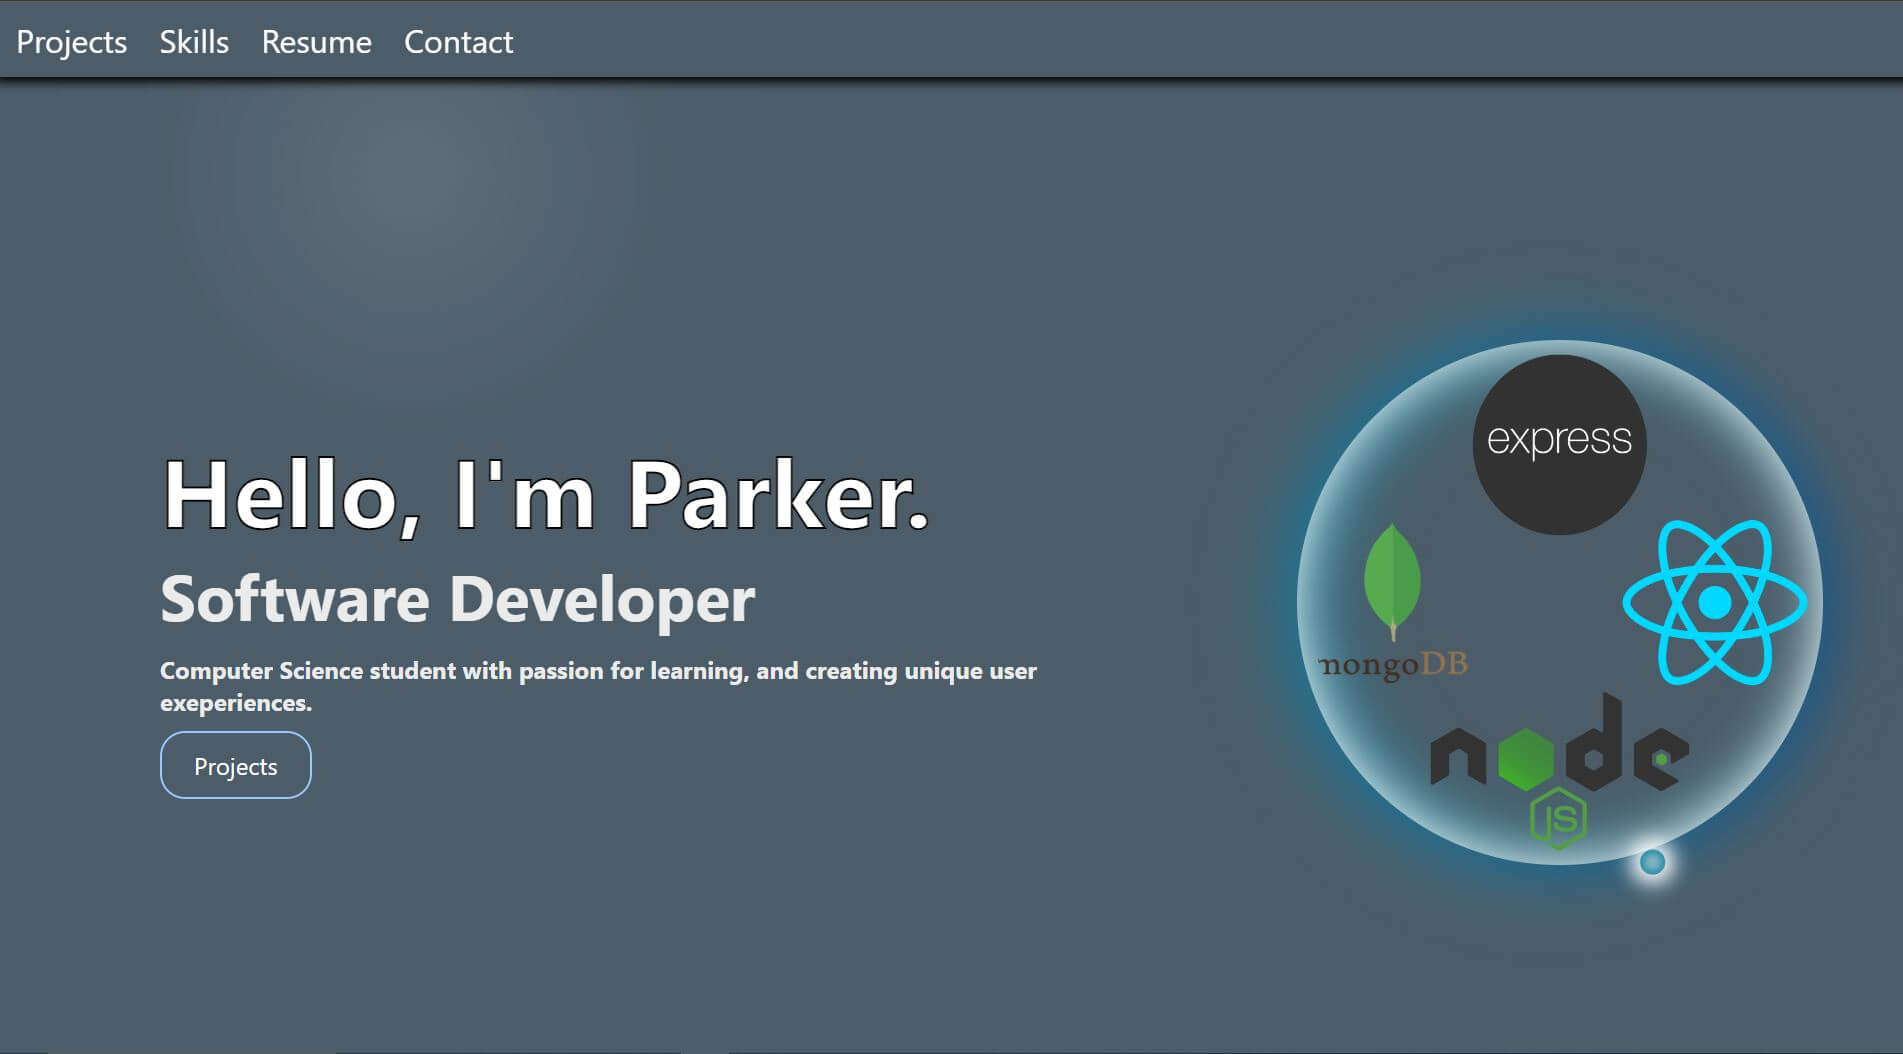 Projects Skills Resume Contact
express
Hello, I'm Parker.
Software Developer
Computer Science student with passion for learning, and creating unique user
exeperiences.
Projects
mongoDB
node
JS